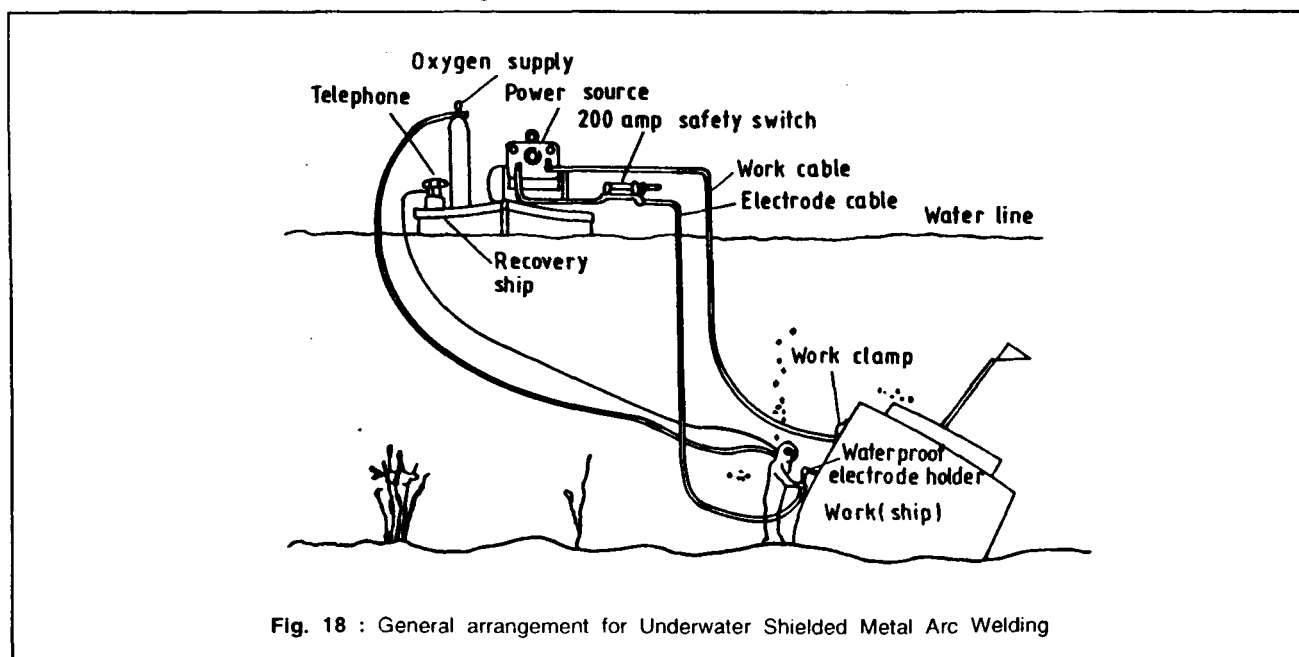 Oxygen supply
Telephone
Power source
200 amp safety switch
Work cable
Electrode cable
Water line
Recovery
ship
Work clamp
Waterproof
electrode holder
Work(ship)
Fig. 18 : General arrangement for Underwater Shielded Metal Arc Welding